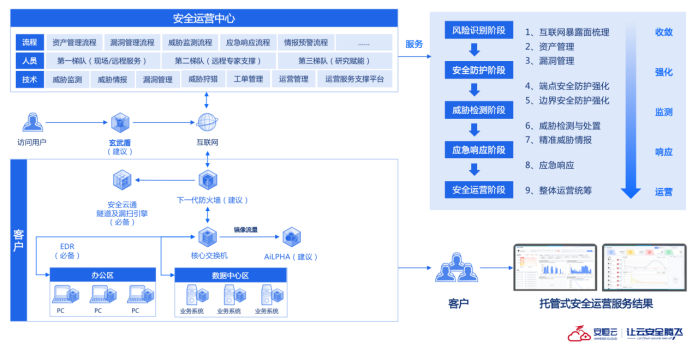 安全运营中心
流程 资产管理流程 漏洞管理流程 威胁监测流程 应急响应流程 情报预警流程 ......
人员 第一梯队（现场/远程服务） 第二梯队（远程专家支撑） 第三梯队（研究赋能）
技术 威胁监测 威胁情报 漏洞管理 威胁狩猎 工单管理 运营管理 运营服务支撑平台
服务
访问用户
玄武盾
（建议）
互联网
客户
安全云通
隧道及漏扫引擎
（必备）
下一代防火墙（建议）
镜像流量
EDR
（必备）
核心交换机
AiLPHA（建议）
办公区
PC PC PC
数据中心区
业务系统 业务系统 业务系统
风险识别阶段
安全防护阶段
威胁检测阶段
应急响应阶段
安全运营阶段
1、互联网暴露面梳理
2、资产管理
3、漏洞管理
4、端点安全防护强化
5、边界安全防护强化
6、威胁检测与处置
7、精准威胁情报
8、应急响应
9、整体运营统筹
收敛
强化
监测
响应
运营
客户
托管式安全运营服务结果
安恒云
让云安全腾飞